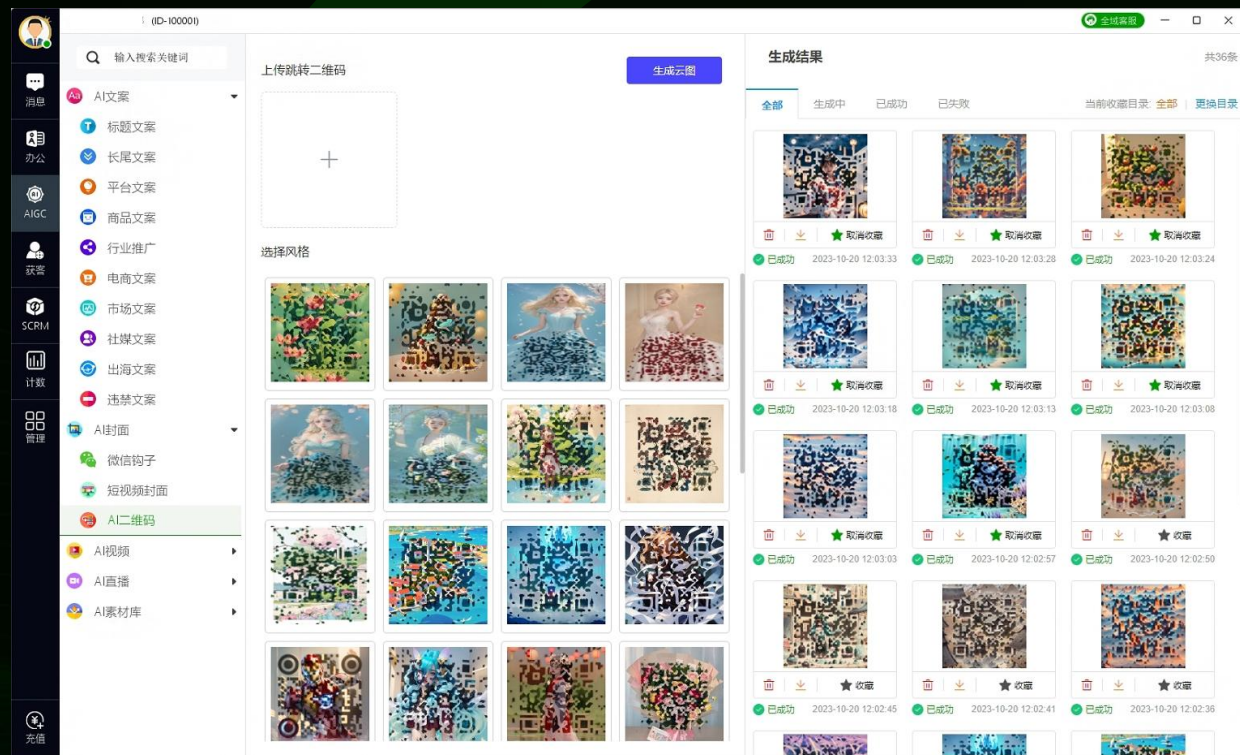 (ID-I00001)
全域客服
消息
办公
AIGC
获客
SCRM
计数
管理
充值
输入搜索关键词
AI文案
标题文案
长尾文案
平台文案
商品文案
行业推广
电商文案
市场文案
社媒文案
出海文案
违禁文案
AI封面
微信钩子
短视频封面
AI二维码
AI视频
AI直播
AI素材库
上传跳转二维码
生成云图
选择风格
生成结果
共36条
全部 生成中 已成功 已失败 当前收藏目录: 全部 | 更换目录
取消收藏 取消收藏 取消收藏
已成功 2023-10-20 12:03:33 已成功 2023-10-20 12:03:28 已成功 2023-10-20 12:03:24
取消收藏 取消收藏 取消收藏
已成功 2023-10-20 12:03:18 已成功 2023-10-20 12:03:13 已成功 2023-10-20 12:03:08
取消收藏 取消收藏 收藏
已成功 2023-10-20 12:03:03 已成功 2023-10-20 12:02:57 已成功 2023-10-20 12:02:50
收藏 收藏 收藏
已成功 2023-10-20 12:02:45 已成功 2023-10-20 12:02:41 已成功 2023-10-20 12:02:36